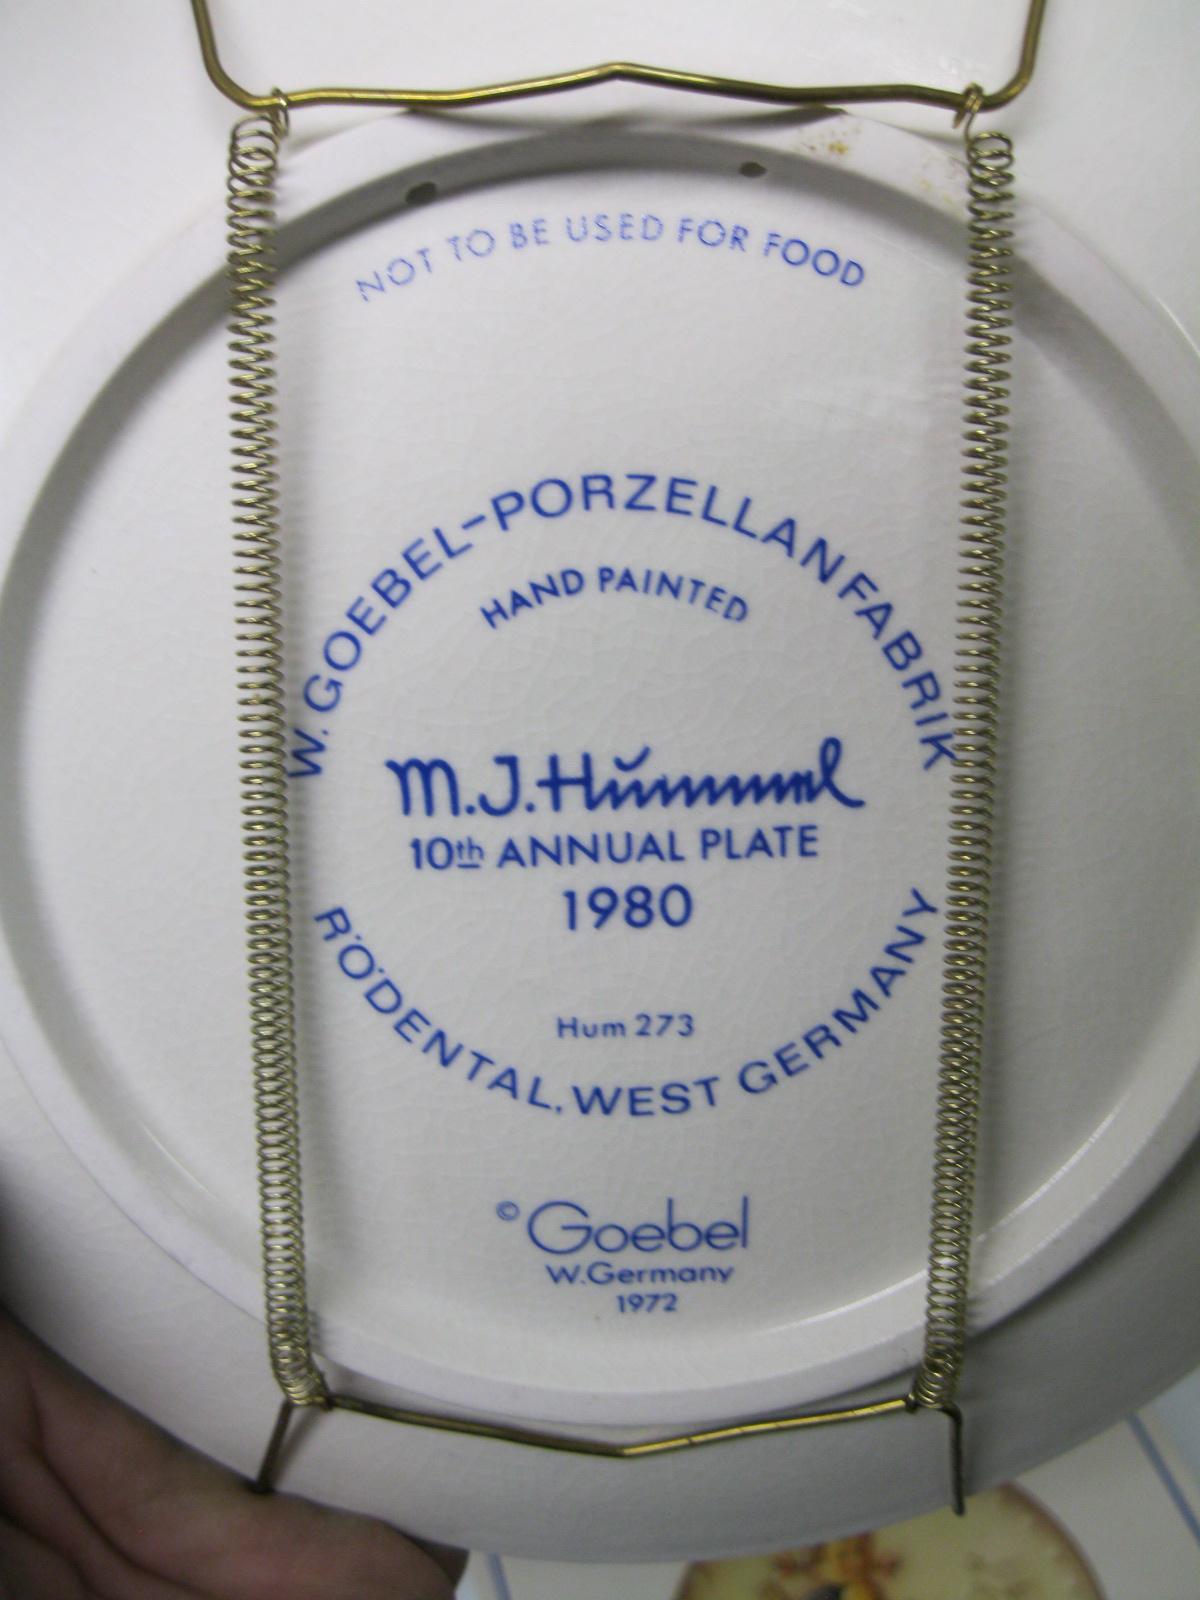 NOT TO BE USED FOR FOOD
W. GOEBEL-PORZELLANFABRIK
HAND PAINTED
M.J. Hummel
10th ANNUAL PLATE
1980
Hum 273
RÖDENTAL, WEST GERMANY
© Goebel
W.Germany
1972